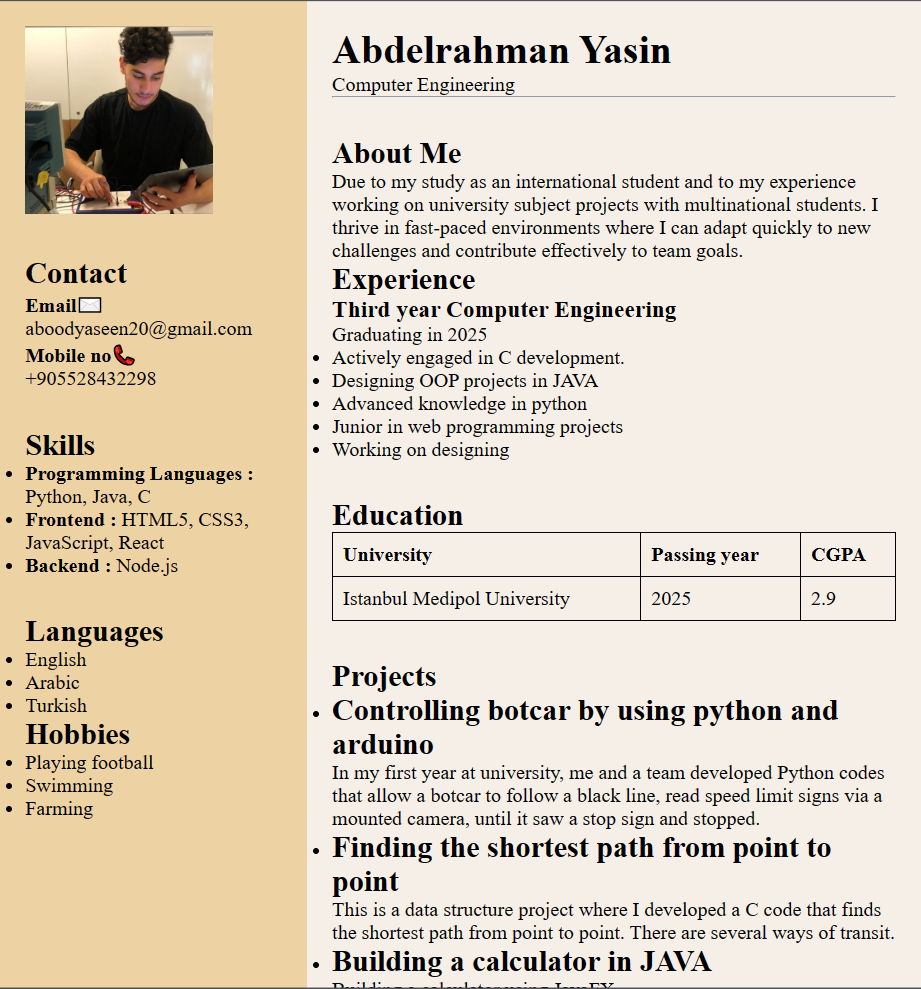 Contact
Email✉️
aboodyaseen20@gmail.com
Mobile no📞
+905528432298
Skills
Programming Languages :
Python, Java, C
Frontend : HTML5, CSS3,
JavaScript, React
Backend : Node.js
Languages
English
Arabic
Turkish
Hobbies
Playing football
Swimming
Farming
Abdelrahman Yasin
Computer Engineering
About Me
Due to my study as an international student and to my experience
working on university subject projects with multinational students. I
thrive in fast-paced environments where I can adapt quickly to new
challenges and contribute effectively to team goals.
Experience
Third year Computer Engineering
Graduating in 2025
Actively engaged in C development.
Designing OOP projects in JAVA
Advanced knowledge in python
Junior in web programming projects
Working on designing
Education
University Passing year CGPA
Istanbul Medipol University 2025 2.9
Projects
Controlling botcar by using python and
arduino
In my first year at university, me and a team developed Python codes
that allow a botcar to follow a black line, read speed limit signs via a
mounted camera, until it saw a stop sign and stopped.
Finding the shortest path from point to
point
This is a data structure project where I developed a C code that finds
the shortest path from point to point. There are several ways of transit.
Building a calculator in JAVA
Building a calculator using JavaFX